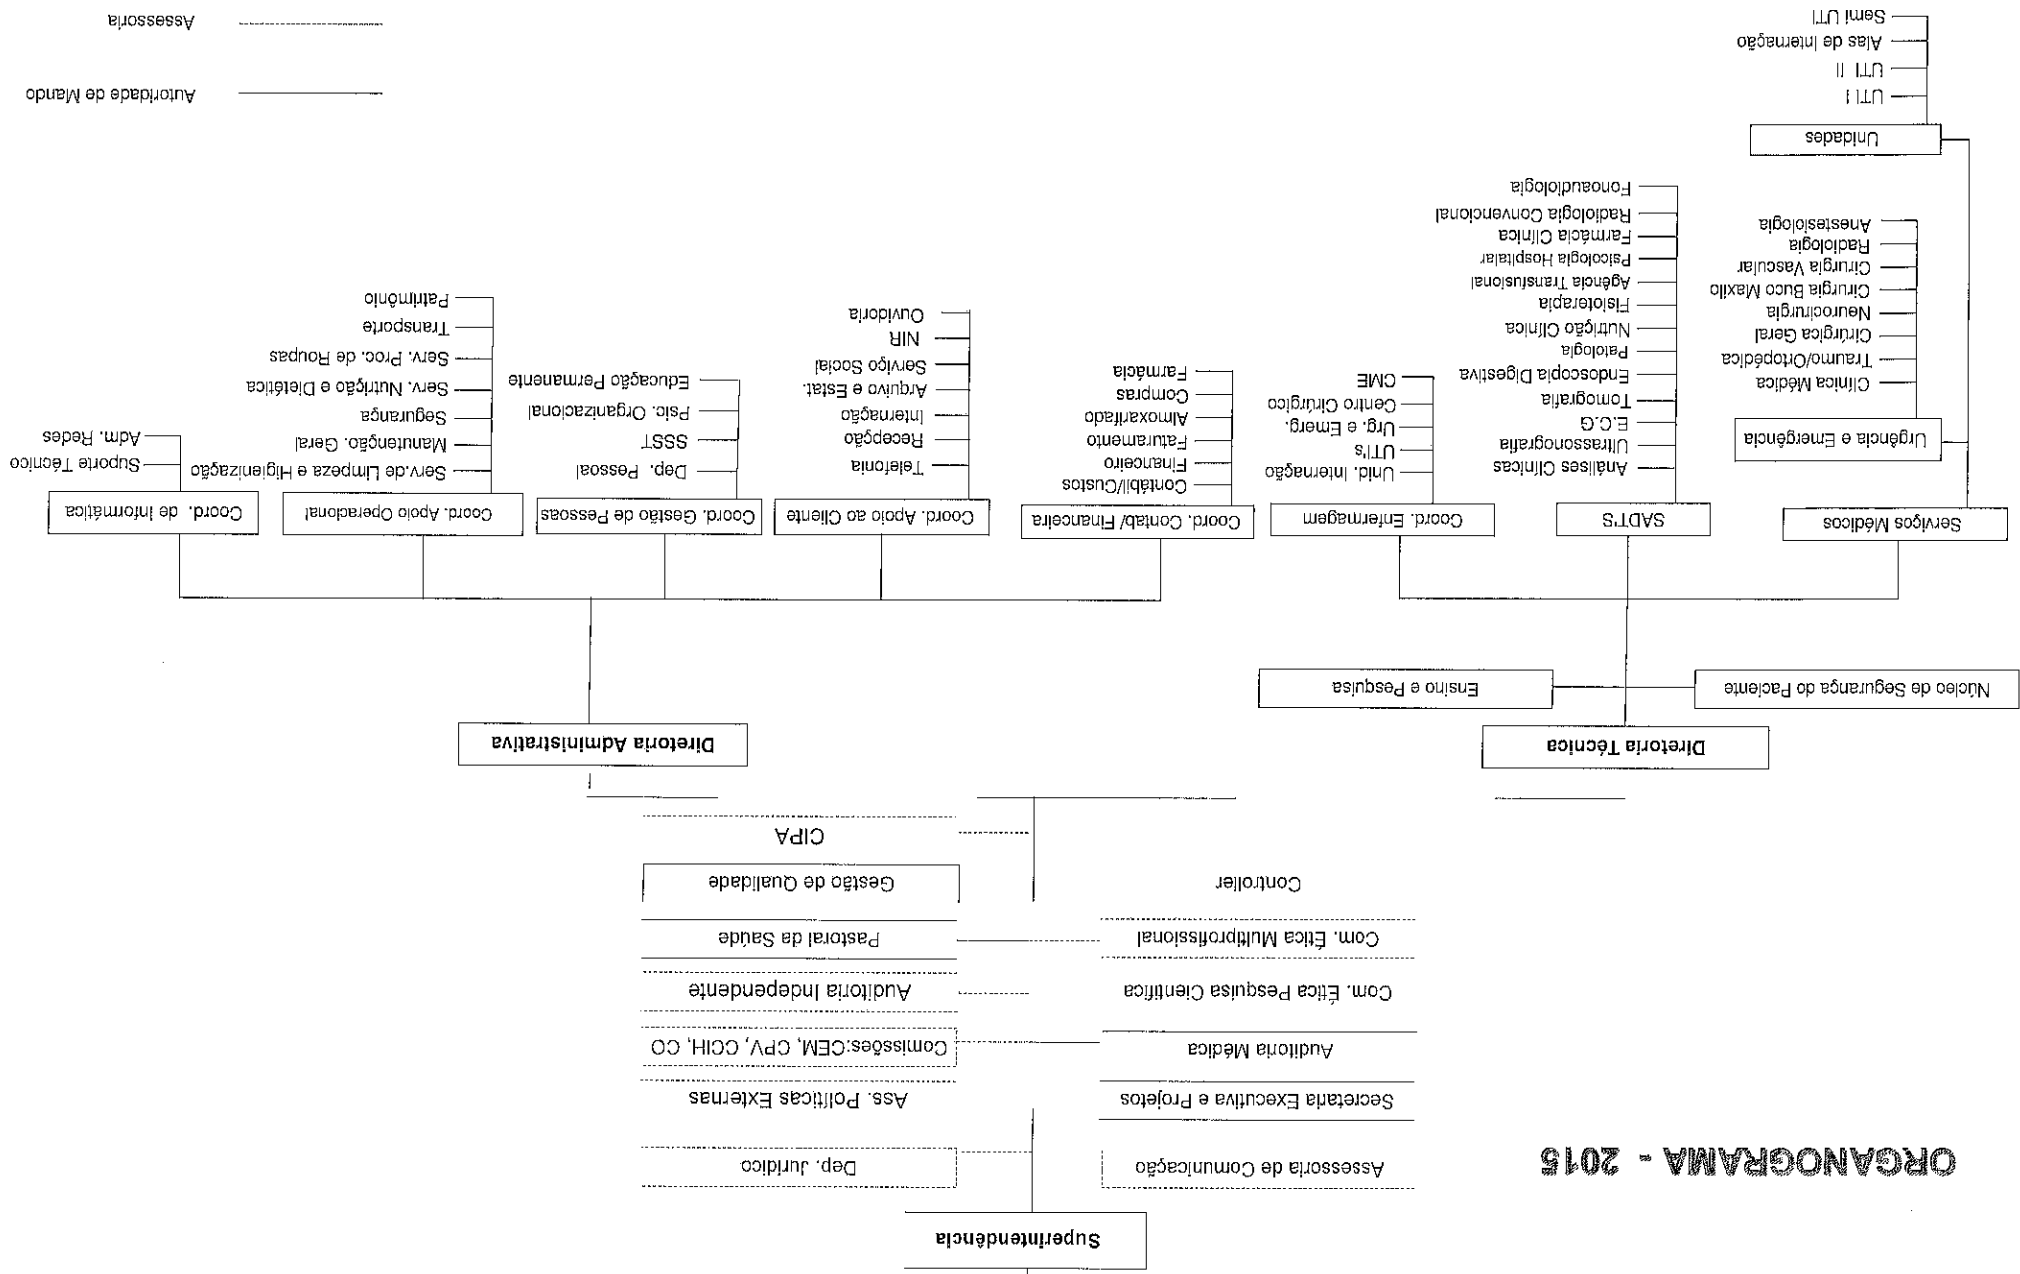 ORGANOGRAMA - 2015
Superintendência
Assessoria de Comunicação
Dep. Jurídico
Secretaria Executiva e Projetos
Ass. Políticas Externas
Auditoria Médica
Comissões:CEM, CPV, CCIH, CO
Com. Ética Pesquisa Científica
Auditoria Independente
Com. Ética Multiprofissional
Pastoral da Saúde
Controller
Gestão de Qualidade
CIPA
Diretoria Técnica
Diretoria Administrativa
Núcleo de Segurança do Paciente
Ensino e Pesquisa
Serviços Médicos
Urgência e Emergência
Clínica Médica
Traumo/Ortopédica
Cirúrgica Geral
Neurocirurgia
Cirurgia Buco Maxilo
Cirurgia Vascular
Radiologia
Anestesiologia
Unidades
UTI I
UTI II
Alas de Internação
Semi UTI
SADT'S
Análises Clínicas
Ultrassonografia
E.C.G
Tomografia
Endoscopia Digestiva
Patologia
Nutrição Clínica
Fisioterapia
Agência Transfusional
Psicologia Hospitalar
Farmácia Clínica
Radiologia Convencional
Fonoaudiologia
Coord. Enfermagem
Unid. Internação
UTI's
Urg. e Emerg.
Centro Cirúrgico
CME
Coord. Contab/ Financeira
Contábil/Custos
Financeiro
Faturamento
Almoxarifado
Compras
Farmácia
Coord. Apoio ao Cliente
Telefonia
Recepção
Internação
Arquivo e Estat.
Serviço Social
NIR
Ouvidoria
Coord. Gestão de Pessoas
Dep. Pessoal
SSST
Psic. Organizacional
Educação Permanente
Coord. Apoio Operacional
Serv.de Limpeza e Higienização
Manutenção. Geral
Segurança
Serv. Nutrição e Dietética
Serv. Proc. de Roupas
Transporte
Patrimônio
Coord. de Informática
Suporte Técnico
Adm. Redes
Autoridade de Mando
Assessoria